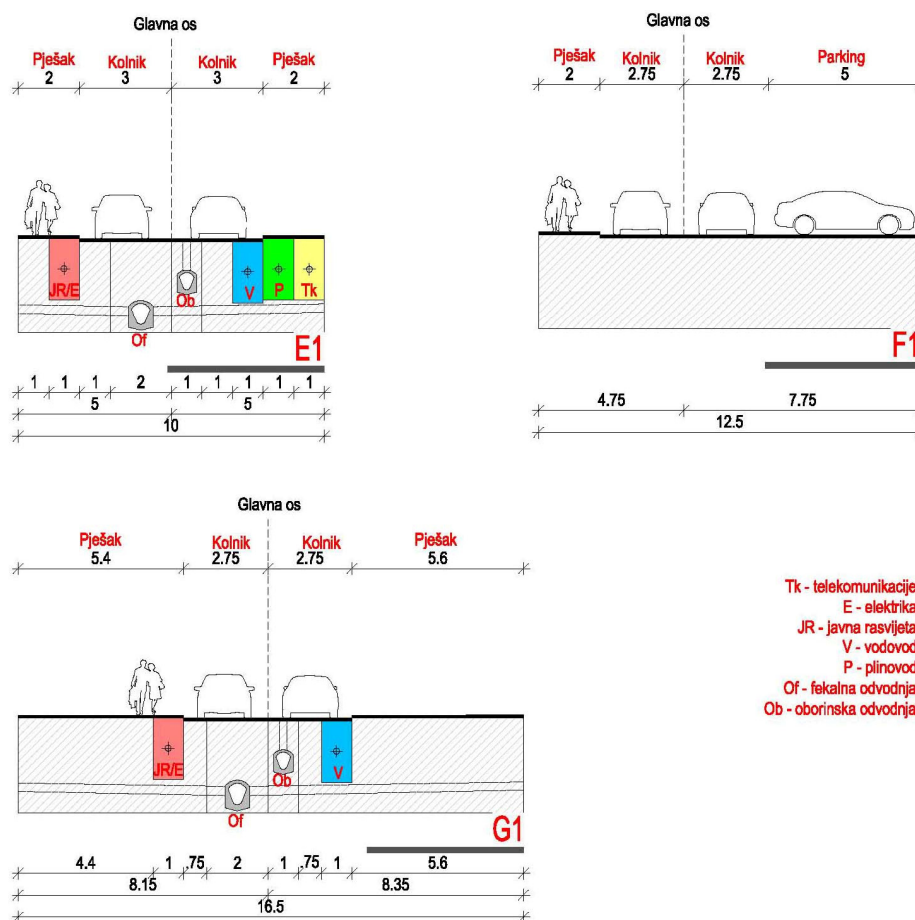 Glavna os
Pješak Kolnik Kolnik Pješak
2 3 3 2
JR/E V P Tk
Ob
Of
E1
1 1 1 2 1 1 1 1 1
5 5
10
Glavna os
Pješak Kolnik Kolnik Parking
2 2.75 2.75 5
F1
4.75 7.75
12.5
Glavna os
Pješak Kolnik Kolnik Pješak
5.4 2.75 2.75 5.6
JR/E Ob V
Of
G1
4.4 1 .75 2 1 .75 1 5.6
8.15 8.35
16.5
Tk - telekomunikacije
E - elektrika
JR - javna rasvijeta
V - vodovod
P - plinovod
Of - fekalna odvodnja
Ob - oborinska odvodnja